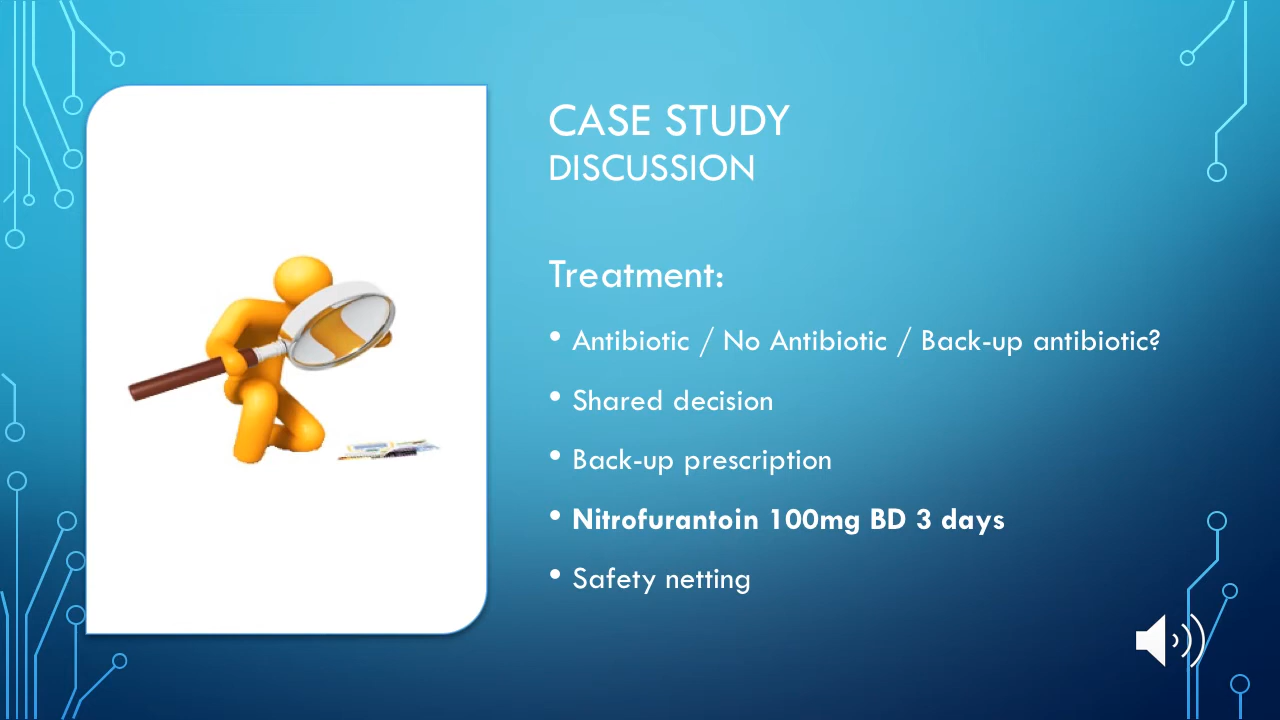 CASE STUDY
DISCUSSION
Treatment:
• Antibiotic / No Antibiotic / Back-up antibiotic?
• Shared decision
• Back-up prescription
• Nitrofurantoin 100mg BD 3 days
• Safety netting